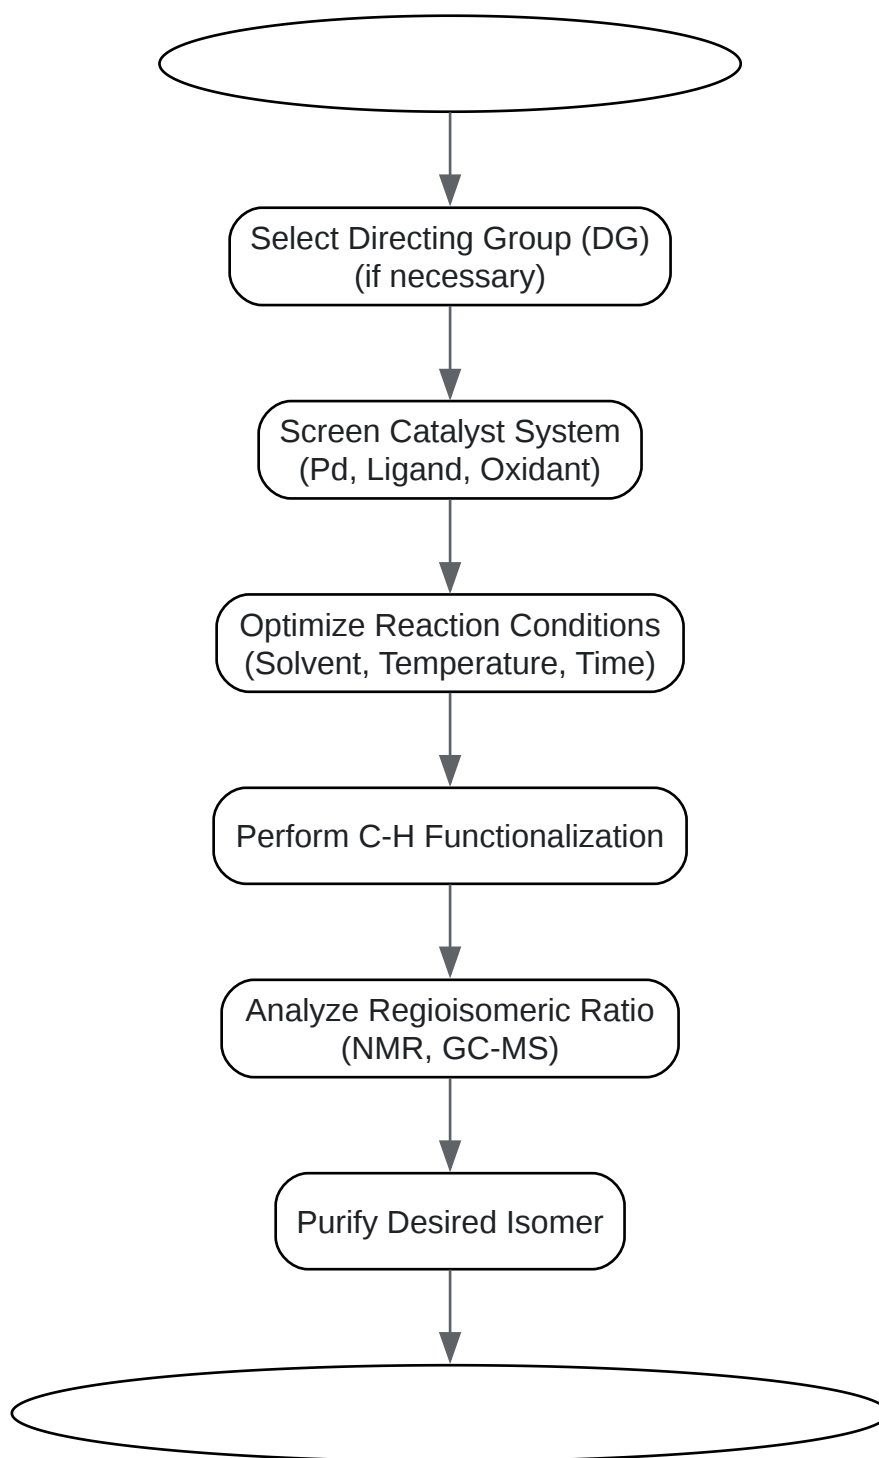 Select Directing Group (DG)
(if necessary)
Screen Catalyst System
(Pd, Ligand, Oxidant)
Optimize Reaction Conditions
(Solvent, Temperature, Time)
Perform C-H Functionalization
Analyze Regioisomeric Ratio
(NMR, GC-MS)
Purify Desired Isomer